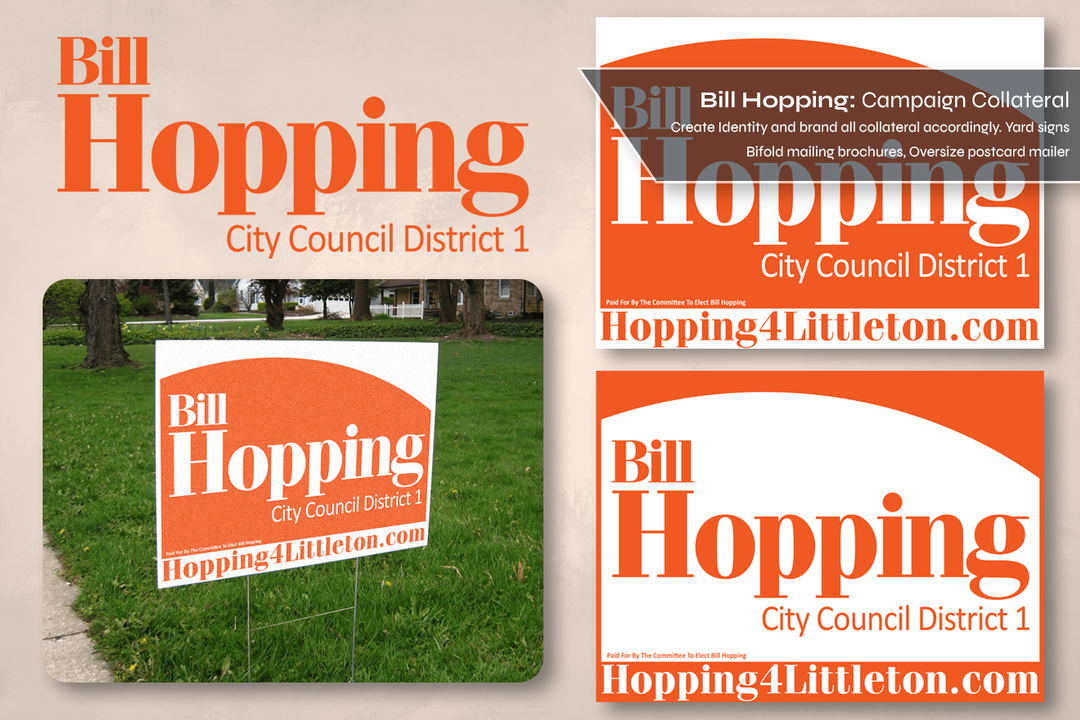 Bill
Hopping
City Council District 1
Bill Hopping: Campaign Collateral
Create Identity and brand all collateral accordingly. Yard signs
Bifold mailing brochures, Oversize postcard mailer
Bill
Hopping
City Council District 1
Paid For By The Committee To Elect Bill Hopping
Hopping4Littleton.com
Bill
Hopping
City Council District 1
Paid For By The Committee To Elect Bill Hopping
Hopping4Littleton.com
Bill
Hopping
City Council District 1
Paid For By The Committee To Elect Bill Hopping
Hopping4Littleton.com